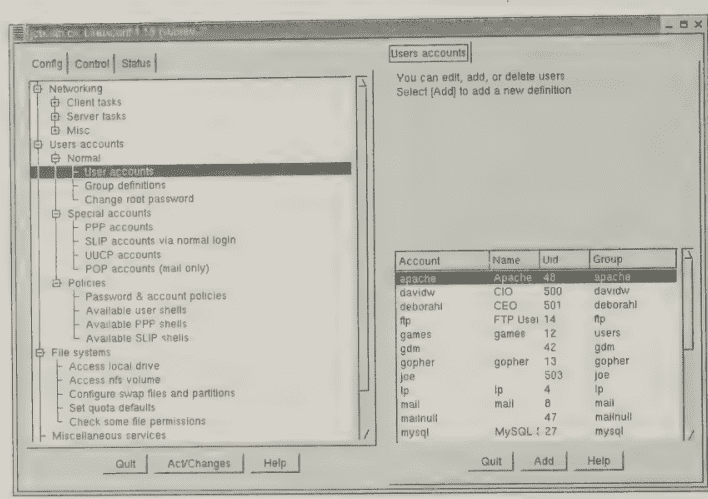 Config Control Status
Networking
Client tasks
Server tasks
Misc
Users accounts
Normal
User accounts
Group definitions
Change root password
Special accounts
PPP accounts
SLIP accounts via normal login
UUCP accounts
POP accounts (mail only)
Policies
Password & account policies
Available user shells
Available PPP shells
Available SLIP shells
File systems
Access local drive
Access nfs volume
Configure swap files and partitions
Set quota defaults
Check some file permissions
Miscellaneous services
Quit Act/Changes Help
Users accounts
You can edit, add, or delete users
Select [Add] to add a new definition
Account Name Uid Group
apache Apache 48 apache
davidw CIO 500 davidw
deborahl CEO 501 deborahl
ftp FTP User 14 ftp
games games 12 users
gdm 42 gdm
gopher gopher 13 gopher
joe 503 joe
lp lp 4 lp
mail mail 8 mail
mailnull 47 mailnull
mysql MySQL 27 mysql
Quit Add Help